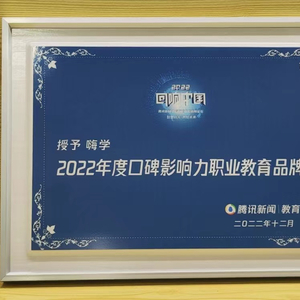 2022
回响中国
授予 嗨学
2022年度口碑影响力职业教育品牌
腾讯新闻 | 教育
二〇二二年十二月